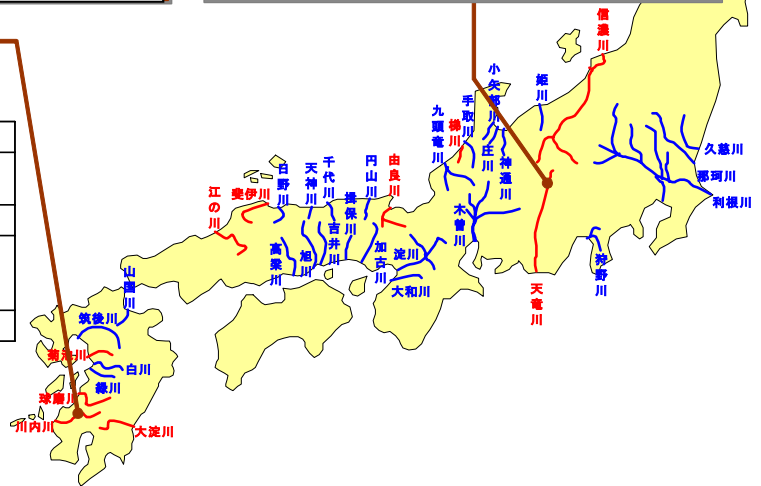 信濃川
小矢部川
姫川
手取川
九頭竜川
梯川
久慈川
庄川
神通川
円山川
由良川
千代川
天神川
日野川
那珂川
斐伊川
江の川
揖保川
利根川
木曽川
吉井川
加古川
淀川
高梁川
旭川
狩野川
山国川
大和川
天竜川
筑後川
菊池川
白川
緑川
球磨川
川内川
大淀川